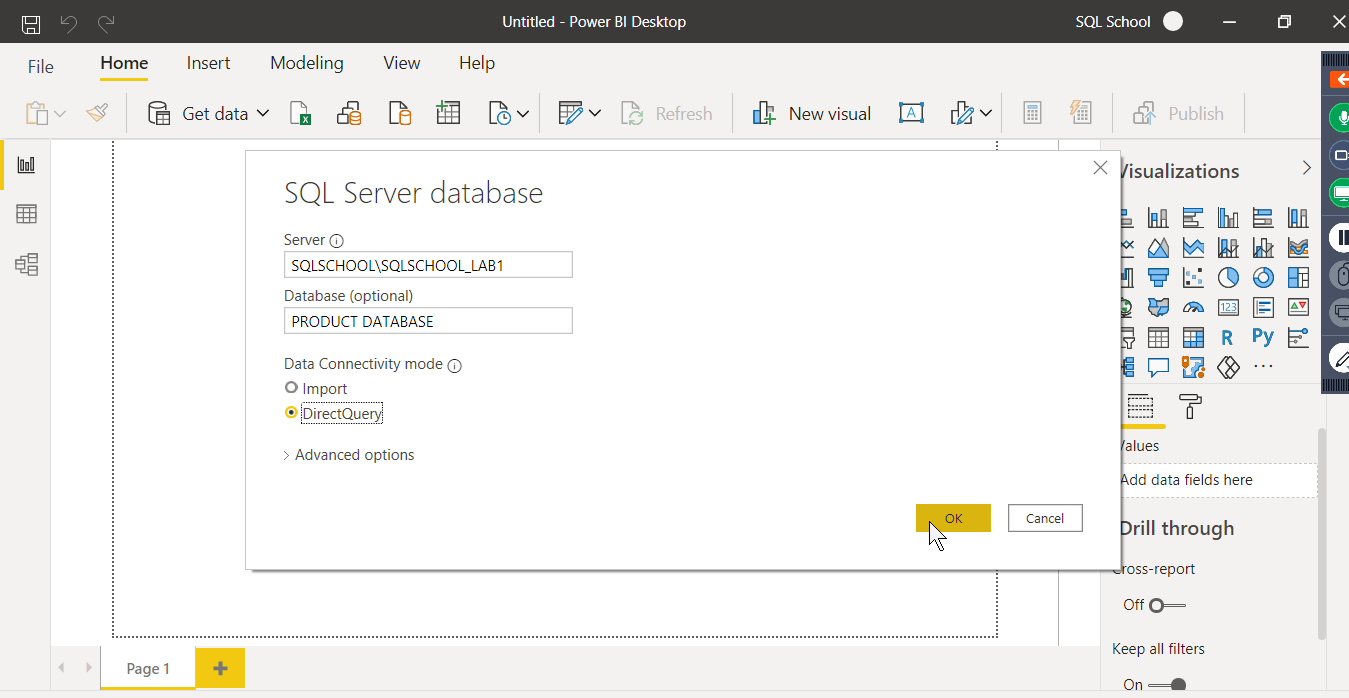 Untitled - Power BI Desktop
SQL School
File
Home
Insert
Modeling
View
Help
Get data
Refresh
New visual
Publish
SQL Server database
Server
SQLSCHOOL\SQLSCHOOL_LAB1
Database (optional)
PRODUCT DATABASE
Data Connectivity mode
Import
DirectQuery
Advanced options
OK
Cancel
Visualizations
123
R
Py
Values
Add data fields here
Drill through
Cross-report
Off
Keep all filters
On
Page 1